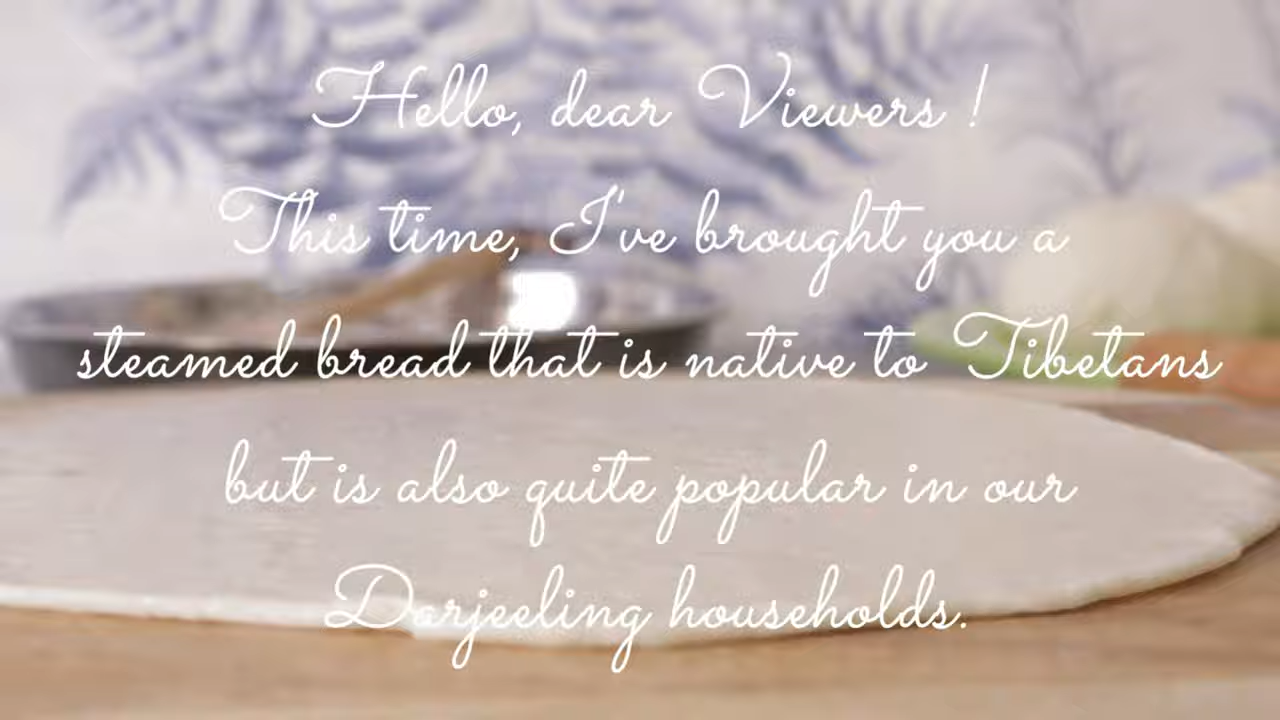 Hello, dear Viewers !
This time, I've brought you a
steamed bread that is native to Tibetans
but is also quite popular in our
Darjeeling households.